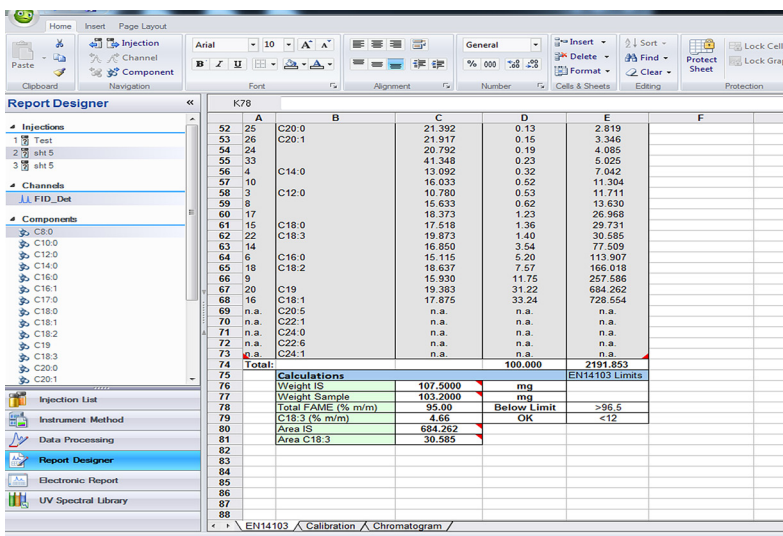 Home Insert Page Layout
Paste
Injection
Channel
Component
Arial 10 A A
B I U A
General
% 000
Insert
Delete
Format
Sort
Find
Clear
Protect Sheet
Lock Cell
Lock Gra
Clipboard Navigation Font Alignment Number Cells & Sheets Editing Protection
Report Designer «
K78
Injections
1 Test
2 sht 5
3 sht 5
Channels
FID_Det
Components
C8:0
C10:0
C12:0
C14:0
C16:0
C16:1
C17:0
C18:0
C18:1
C18:2
C19
C18:3
C20:0
C20:1
Injection List
Instrument Method
Data Processing
Report Designer
Electronic Report
UV Spectral Library
A B C D E F
52 25 C20:0 21.392 0.13 2.819
53 26 C20:1 21.917 0.15 3.346
54 24 20.792 0.19 4.085
55 33 41.348 0.23 5.025
56 4 C14:0 13.092 0.32 7.042
57 10 16.033 0.52 11.304
58 3 C12:0 10.780 0.53 11.711
59 8 15.633 0.62 13.630
60 17 18.373 1.23 26.968
61 15 C18:0 17.518 1.36 29.731
62 22 C18:3 19.873 1.40 30.585
63 14 16.850 3.54 77.509
64 6 C16:0 15.115 5.20 113.907
65 18 C18:2 18.637 7.57 166.018
66 9 15.930 11.75 257.586
67 20 C19 19.383 31.22 684.262
68 16 C18:1 17.875 33.24 728.554
69 n.a. C20:5 n.a. n.a. n.a.
70 n.a. C22:1 n.a. n.a. n.a.
71 n.a. C24:0 n.a. n.a. n.a.
72 n.a. C22:6 n.a. n.a. n.a.
73 n.a. C24:1 n.a. n.a. n.a.
74 Total: 100.000 2191.853
75 Calculations EN14103 Limits
76 Weight IS 107.5000 mg
77 Weight Sample 103.2000 mg
78 Total FAME (% m/m) 95.00 Below Limit >96.5
79 C18:3 (% m/m) 4.66 OK <12
80 Area IS 684.262
81 Area C18:3 30.585
82
83
84
85
86
87
88
EN14103 Calibration Chromatogram